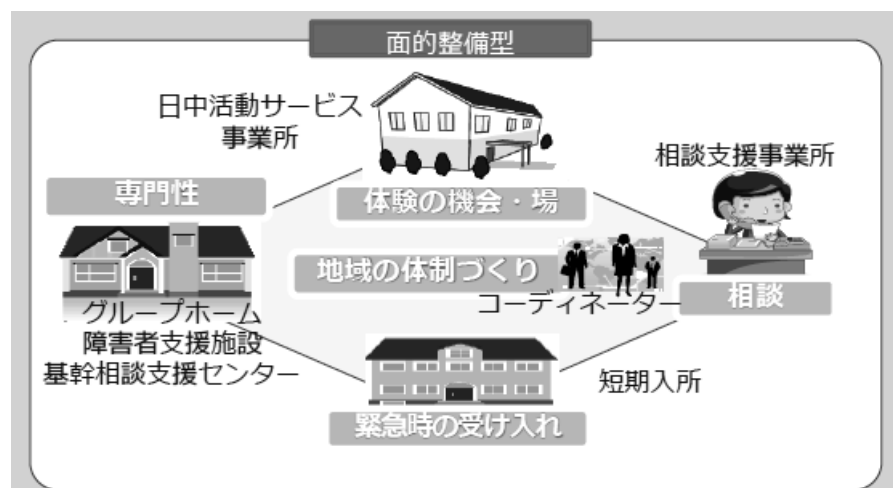 面的整備型
日中活動サービス
事業所
相談支援事業所
専門性
体験の機会・場
地域の体制づくり
コーディネーター
相談
グループホーム
障害者支援施設
基幹相談支援センター
短期入所
緊急時の受け入れ